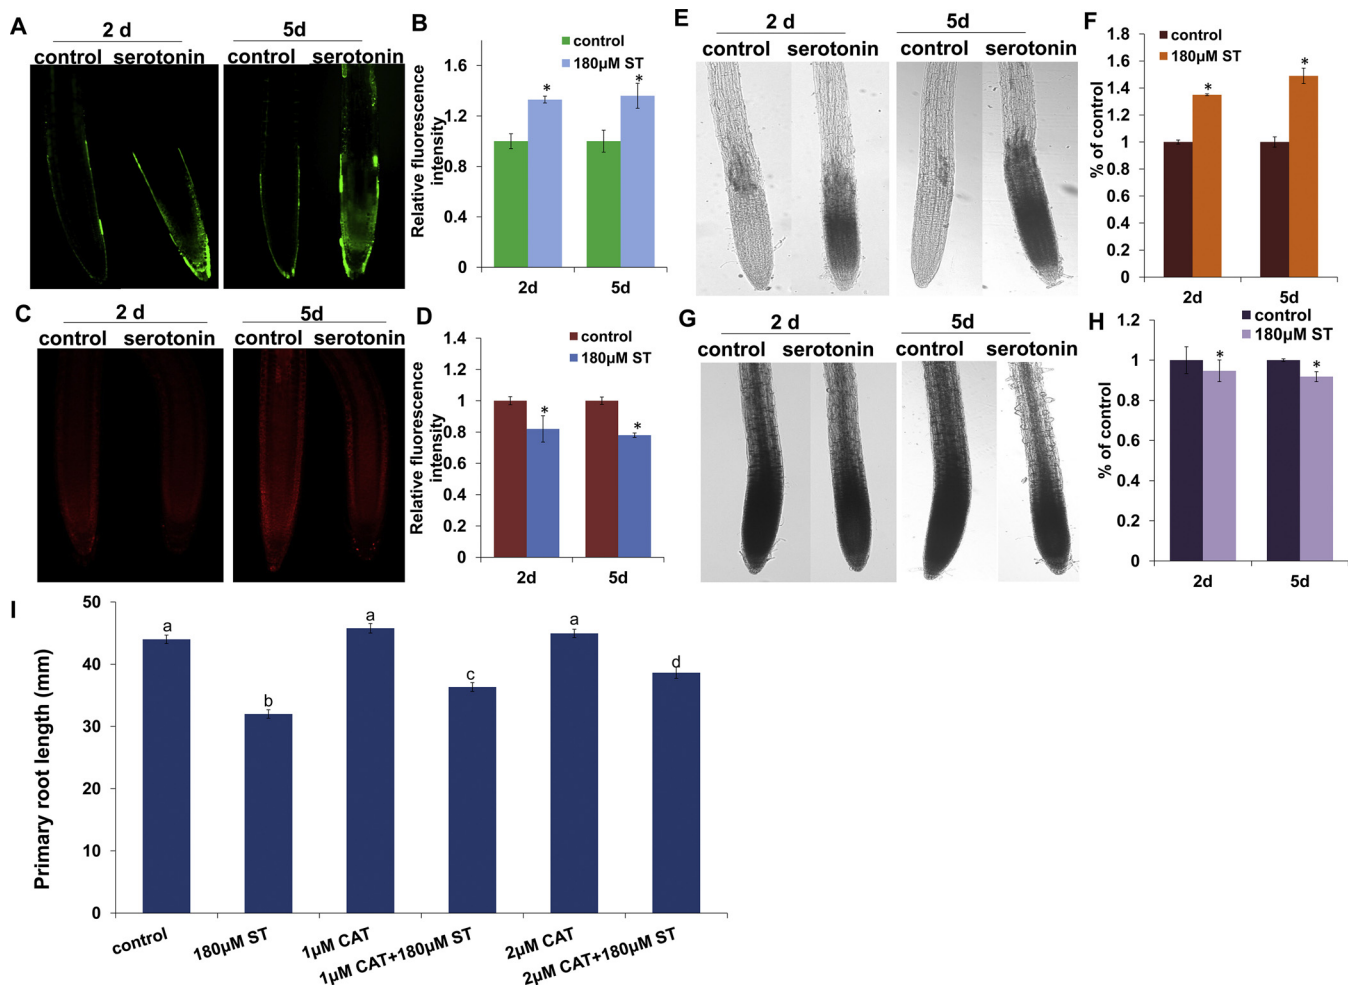 A
2 d
5d
control
serotonin
control
serotonin
B
control
180μM ST
Relative fluorescence
intensity
1.6
1.2
0.8
0.4
0
*
*
2d
5d
C
2 d
5d
control
serotonin
control
serotonin
D
control
180μM ST
Relative fluorescence
intensity
1.4
1.2
1
0.8
0.6
0.4
0.2
0
*
*
2d
5d
E
2 d
5d
control
serotonin
control
serotonin
F
control
180μM ST
% of control
1.8
1.6
1.4
1.2
1
0.8
0.6
0.4
0.2
0
*
*
2d
5d
G
2 d
5d
control
serotonin
control
serotonin
H
control
180μM ST
% of control
1.2
1
0.8
0.6
0.4
0.2
0
*
*
2d
5d
I
Primary root length (mm)
50
40
30
20
10
0
a
b
a
c
a
d
control
180μM ST
1μM CAT
1μM CAT+180μM ST
2μM CAT
2μM CAT+180μM ST